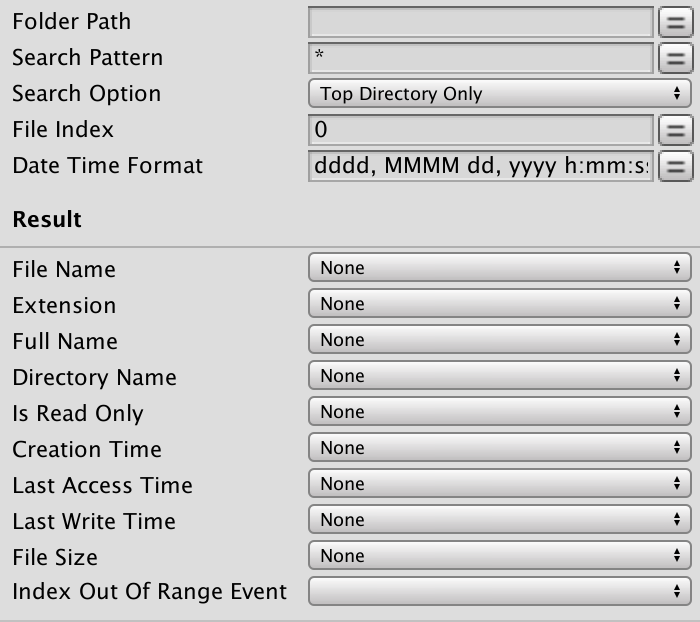 Folder Path
Search Pattern *
Search Option Top Directory Only
File Index 0
Date Time Format dddd, MMMM dd, yyyy h:mm:s
Result
File Name None
Extension None
Full Name None
Directory Name None
Is Read Only None
Creation Time None
Last Access Time None
Last Write Time None
File Size None
Index Out Of Range Event